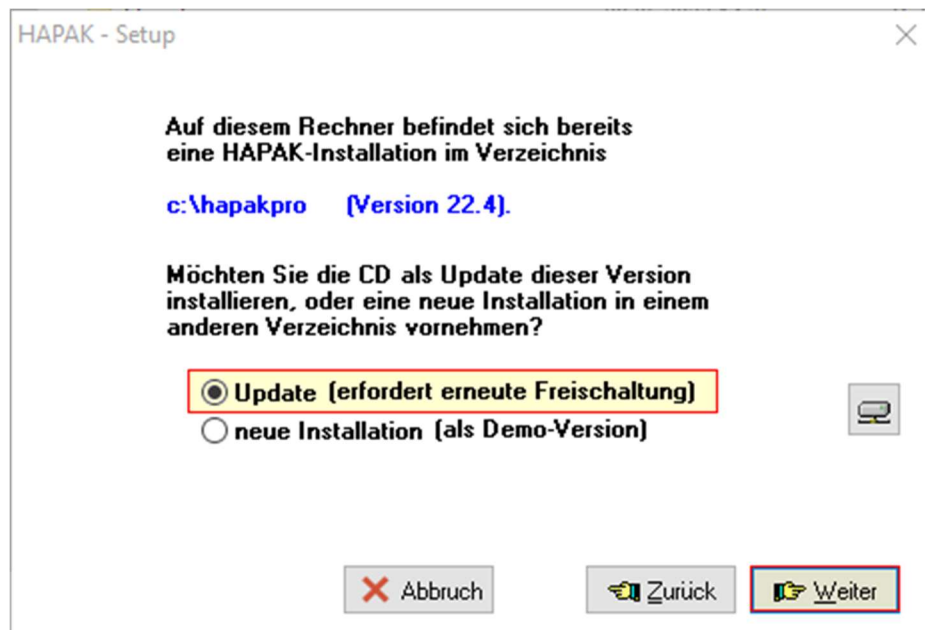 HAPAK - Setup
Auf diesem Rechner befindet sich bereits
eine HAPAK-Installation im Verzeichnis
c:\hapakpro (Version 22.4).
Möchten Sie die CD als Update dieser Version
installieren, oder eine neue Installation in einem
anderen Verzeichnis vornehmen?
Update (erfordert erneute Freischaltung)
neue Installation (als Demo-Version)
Abbruch
Zurück
Weiter